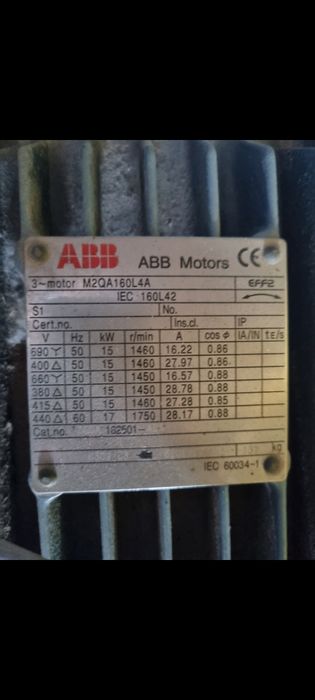 ABB ABB Motors CE
3~motor M2QA160L4A EFF2
IEC 160L42
S1 No.
Cert.no. Ins.cl. IP
V Hz kW r/min A cos ϕ IA/IN tE/s
690 Y 50 15 1460 16.22 0.86
400 △ 50 15 1460 27.97 0.86
660 Y 50 15 1450 16.57 0.88
380 △ 50 15 1450 28.78 0.88
415 △ 50 15 1460 27.28 0.85
440 △ 60 17 1750 28.17 0.88
Cat.no. 182501-
kg
IEC 60034-1